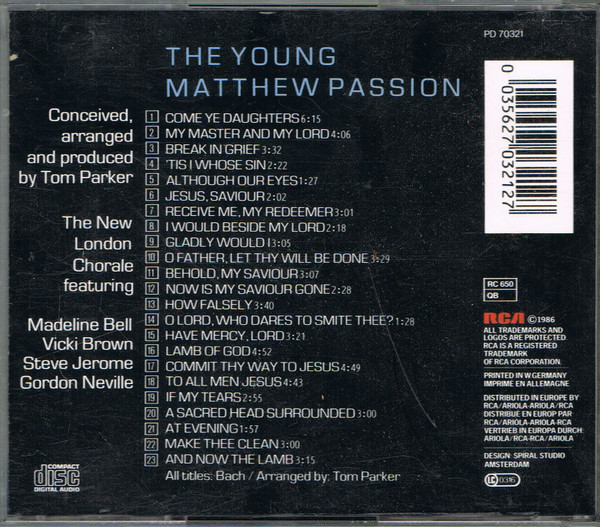 PD 70321
THE YOUNG
MATTHEW PASSION
Conceived,
arranged
and produced
by Tom Parker
The New
London
Chorale
featuring
Madeline Bell
Vicki Brown
Steve Jerome
Gordon Neville
1 COME YE DAUGHTERS 6:15
2 MY MASTER AND MY LORD 4:06
3 BREAK IN GRIEF 3:32
4 'TIS I WHOSE SIN 2:22
5 ALTHOUGH OUR EYES 1:27
6 JESUS, SAVIOUR 2:02
7 RECEIVE ME, MY REDEEMER 3:01
8 I WOULD BESIDE MY LORD 2:18
9 GLADLY WOULD I 3:05
10 O FATHER, LET THY WILL BE DONE 3:29
11 BEHOLD, MY SAVIOUR 3:07
12 NOW IS MY SAVIOUR GONE 2:28
13 HOW FALSELY 3:40
14 O LORD, WHO DARES TO SMITE THEE? 1:28
15 HAVE MERCY, LORD 3:21
16 LAMB OF GOD 4:52
17 COMMIT THY WAY TO JESUS 4:49
18 TO ALL MEN JESUS 4:43
19 IF MY TEARS 2:55
20 A SACRED HEAD SURROUNDED 3:00
21 AT EVENING 1:57
22 MAKE THEE CLEAN 3:00
23 AND NOW THE LAMB 3:15
All titles: Bach / Arranged by: Tom Parker
COMPACT
disc
DIGITAL AUDIO
0 035627 032127
RC 650
QB
RCA ©1986
ALL TRADEMARKS AND
LOGOS ARE PROTECTED
RCA IS A REGISTERED
TRADEMARK
OF RCA CORPORATION.
PRINTED IN W.GERMANY
IMPRIME EN ALLEMAGNE
DISTRIBUTED IN EUROPE BY
RCA/ARIOLA-ARIOLA/RCA
DISTRIBUE EN EUROP PAR
RCA/ARIOLA-ARIOLA-RCA
VERTRIEB IN EUROPA DURCH:
ARIOLA/RCA-RCA/ARIOLA
DESIGN: SPIRAL STUDIO
AMSTERDAM
LC 0316